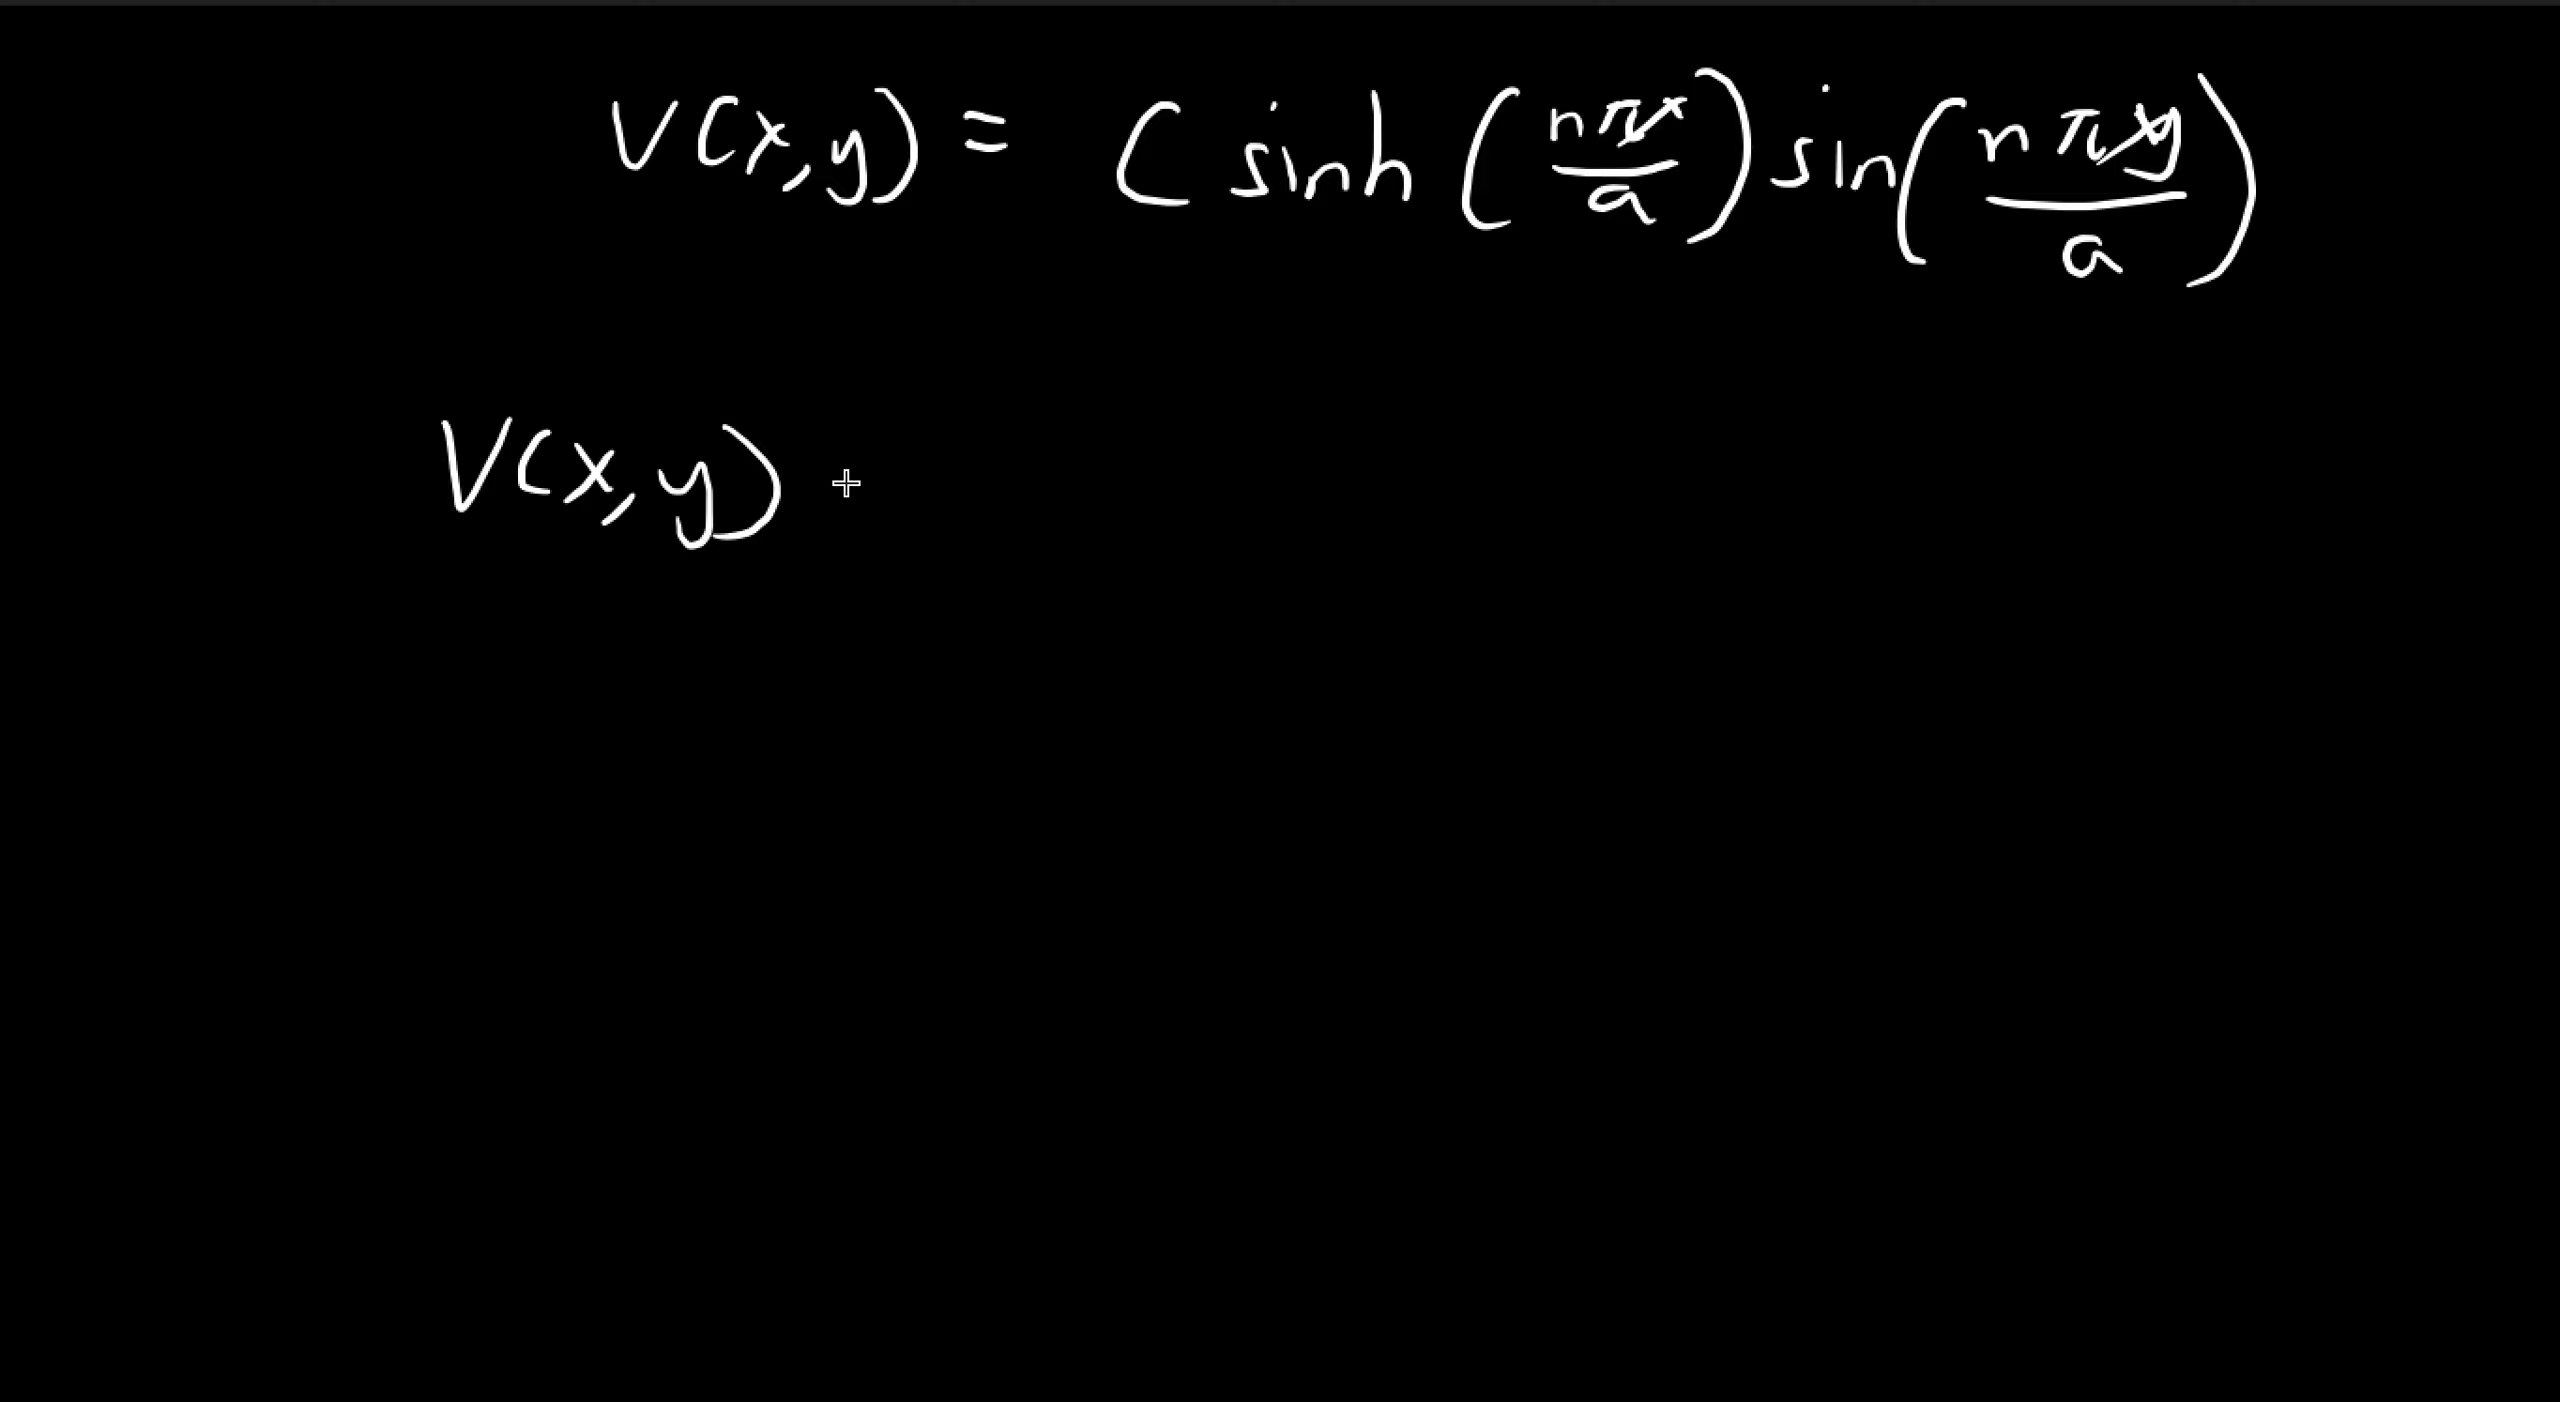 V(x,y) = C sinh(nπx/a) sin(nπy/a)
V(x,y)